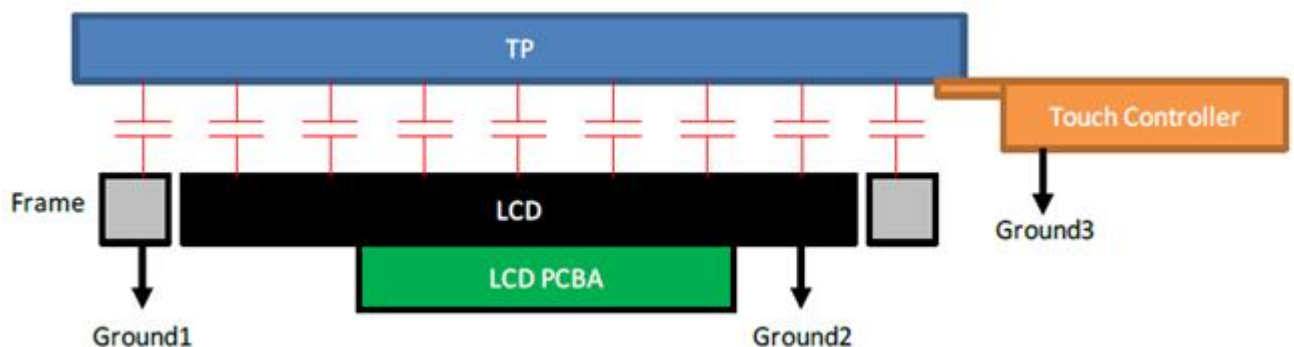 TP
Touch Controller
Frame
LCD
Ground3
LCD PCBA
Ground1
Ground2